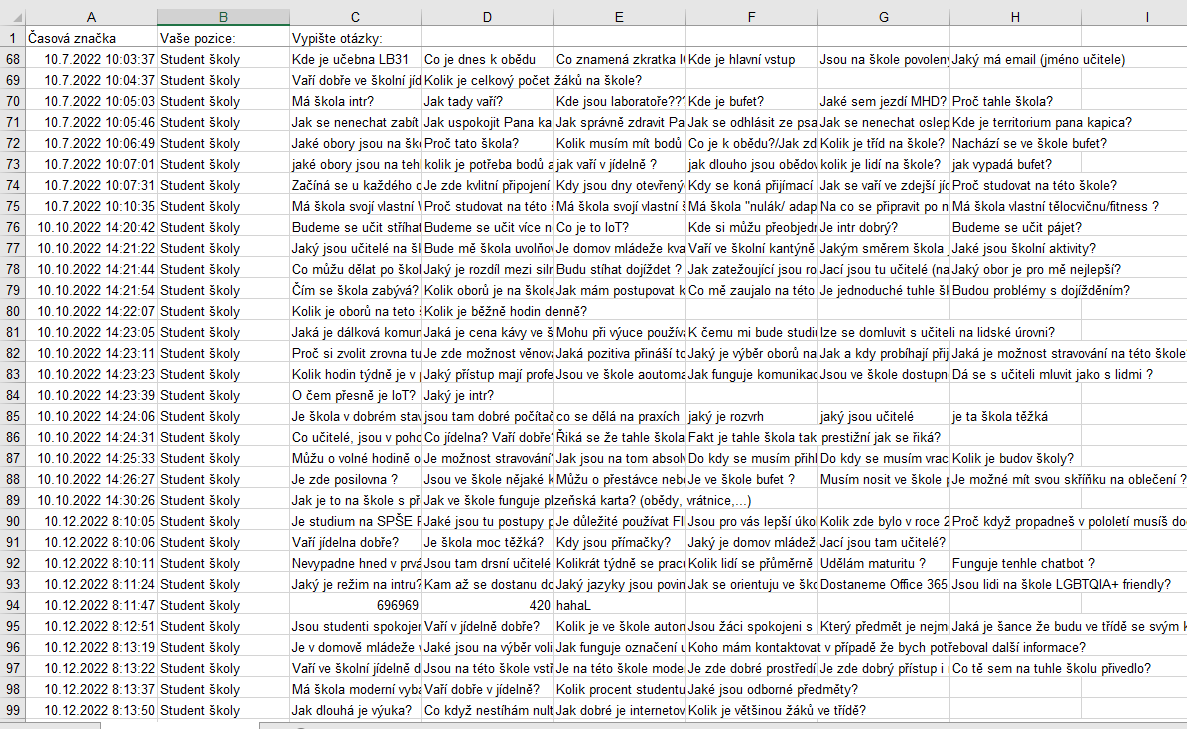 A B C D E F G H I
1 Časová značka Vaše pozice: Vypište otázky:
68 10.7.2022 10:03:37 Student školy Kde je učebna LB31 Co je dnes k obědu Co znamená zkratka Kde je hlavní vstup Jsou na škole povoleny Jaký má email (jméno učitele)
69 10.7.2022 10:04:37 Student školy Vaří dobře ve školní jíd Kolik je celkový počet žáků na škole?
70 10.7.2022 10:05:03 Student školy Má škola intr? Jak tady vaří? Kde jsou laboratoře??? Kde je bufet? Jaké sem jezdí MHD? Proč tahle škola?
71 10.7.2022 10:05:46 Student školy Jak se nenechat zabít Jak uspokojit Pana ka Jak správně zdravit Pa Jak se odhlásit ze psa Jak se nenechat oslep Kde je territorium pana kapica?
72 10.7.2022 10:06:49 Student školy Jaké obory jsou na ško Proč tato škola? Kolik musím mít bodů Co je k obědu?/Jak zd Kolik je tříd na škole? Nachází se ve škole bufet?
73 10.7.2022 10:07:01 Student školy jaké obory jsou na teh kolik je potřeba bodů a jak vaří v jídelně ? jak dlouho jsou obědov kolik je lidí na škole? jak vypadá bufet?
74 10.7.2022 10:07:31 Student školy Začíná se u každého o Je zde kvlitní připojení Kdy jsou dny otevřený Kdy se koná přijímací Jak se vaří ve zdejší jíd Proč studovat na této škole?
75 10.7.2022 10:10:35 Student školy Má škola svojí vlastní Proč studovat na této Má škola svojí vlastní Má škola "nulák/ adap Na co se připravit po n Má škola vlastní tělocvičnu/fitness ?
76 10.10.2022 14:20:42 Student školy Budeme se učit stříhat Budeme se učit více n Co je to IoT? Kde si můžu přeobjedn Je intr dobrý? Budeme se učit pájet?
77 10.10.2022 14:21:22 Student školy Jaký jsou učitelé na šk Bude mě škola uvolňov Je domov mládeže kva Vaří ve školní kantýně Jakým směrem škola Jaké jsou školní aktivity?
78 10.10.2022 14:21:44 Student školy Co můžu dělat po škol Jaký je rozdíl mezi siln Budu stíhat dojíždet ? Jak zatežoující jsou ro Jací jsou tu učitelé (na Jaký obor je pro mě nejlepší?
79 10.10.2022 14:21:54 Student školy Čím se škola zabývá? Kolik oborů je na škole Jak mám postupovat k Co mě zaujalo na této Je jednoduché tuhle šk Budou problémy s dojížděním?
80 10.10.2022 14:22:07 Student školy Kolik je oborů na teto Kolik je běžně hodin denně?
81 10.10.2022 14:23:05 Student školy Jaká je dálková komun Jaká je cena kávy ve š Mohu při výuce použív K čemu mi bude studi lze se domluvit s učiteli na lidské úrovni?
82 10.10.2022 14:23:11 Student školy Proč si zvolit zrovna tu Je zde možnost věnov Jaká pozitiva přináší to Jaký je výběr oborů na Jak a kdy probíhají přij Jaká je možnost stravování na této škole
83 10.10.2022 14:23:23 Student školy Kolik hodin týdně je v Jaký přístup mají profe Jsou ve škole aoutoma Jak funguje komunikac Jsou ve škole dostupn Dá se s učiteli mluvit jako s lidmi ?
84 10.10.2022 14:23:39 Student školy O čem přesně je IoT? Jaký je intr?
85 10.10.2022 14:24:06 Student školy Je škola v dobrém stav jsou tam dobré počítač co se dělá na praxích jaký je rozvrh jaký jsou učitelé je ta škola těžká
86 10.10.2022 14:24:31 Student školy Co učitelé, jsou v poho Co jídelna? Vaří dobře? Říká se že tahle škola Fakt je tahle škola tak prestižní jak se říká?
87 10.10.2022 14:25:33 Student školy Můžu o volné hodině o Je možnost stravování Jak jsou na tom absolv Do kdy se musím přihl Do kdy se musím vrac Kolik je budov školy?
88 10.10.2022 14:26:27 Student školy Je zde posilovna ? Jsou ve škole nějaké k Můžu o přestávce nebo Je ve škole bufet ? Musím nosit ve škole Je možné mít svou skříňku na oblečení ?
89 10.10.2022 14:30:26 Student školy Jak je to na škole s př Jak ve škole funguje plzeňská karta? (obědy, vrátnice,...)
90 10.12.2022 8:10:05 Student školy Je studium na SPŠE Jaké jsou tu postupy p Je důležité používat Jsou pro vás lepší úko Kolik zde bylo v roce 2 Proč když propadneš v pololetí musíš do
91 10.12.2022 8:10:06 Student školy Vaří jídelna dobře? Je škola moc těžká? Kdy jsou přímačky? Jaký je domov mládež Jací jsou tam učitelé?
92 10.12.2022 8:10:11 Student školy Nevypadne hned v prvá Jsou tam drsní učitelé Kolikrát týdně se pracu Kolik lidí se průměrně Udělám maturitu ? Funguje tenhle chatbot ?
93 10.12.2022 8:11:24 Student školy Jaký je režim na intru? Kam až se dostanu do Jaký jazyky jsou povin Jak se orientuju ve ško Dostaneme Office 365 Jsou lidi na škole LGBTQIA+ friendly?
94 10.12.2022 8:11:47 Student školy 696969 420 hahaL
95 10.12.2022 8:12:51 Student školy Jsou studenti spokojen Vaří v jídelně dobře? Kolik je ve škole auton Jsou žáci spokojeni s Který předmět je nejm Jaká je šance že budu ve třídě se svým k
96 10.12.2022 8:13:19 Student školy Je v domově mládeže Jaké jsou na výběr voli Jak funguje označení u Koho mám kontaktovat v případě že bych potřeboval další informace?
97 10.12.2022 8:13:22 Student školy Vaří ve školní jídelně d Jsou na této škole vstř Je na této škole mode Je zde dobré prostředí Je zde dobrý přístup i Co tě sem na tuhle školu přivedlo?
98 10.12.2022 8:13:37 Student školy Má škola moderní vyba Vaří dobře v jídelně? Kolik procent studentu Jaké jsou odborné předměty?
99 10.12.2022 8:13:50 Student školy Jak dlouhá je výuka? Co když nestíhám nult Jak dobré je internetov Kolik je většinou žáků ve třídě?